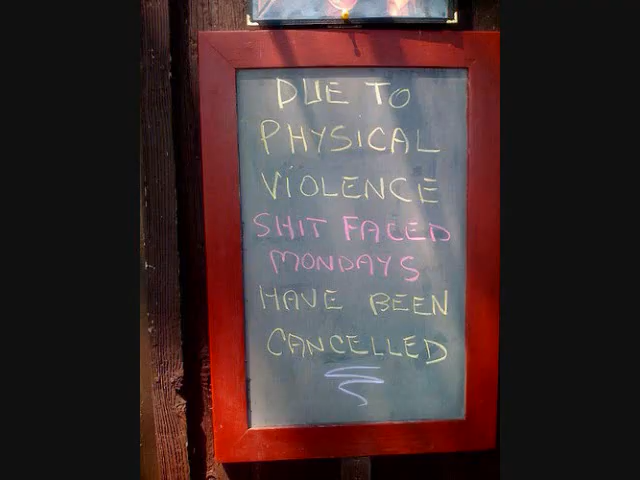 DUE TO
PHYSiCAL
ViOLENCE
SHIT FACED
MONDAYS
HAVE BEEN
CANCELLED